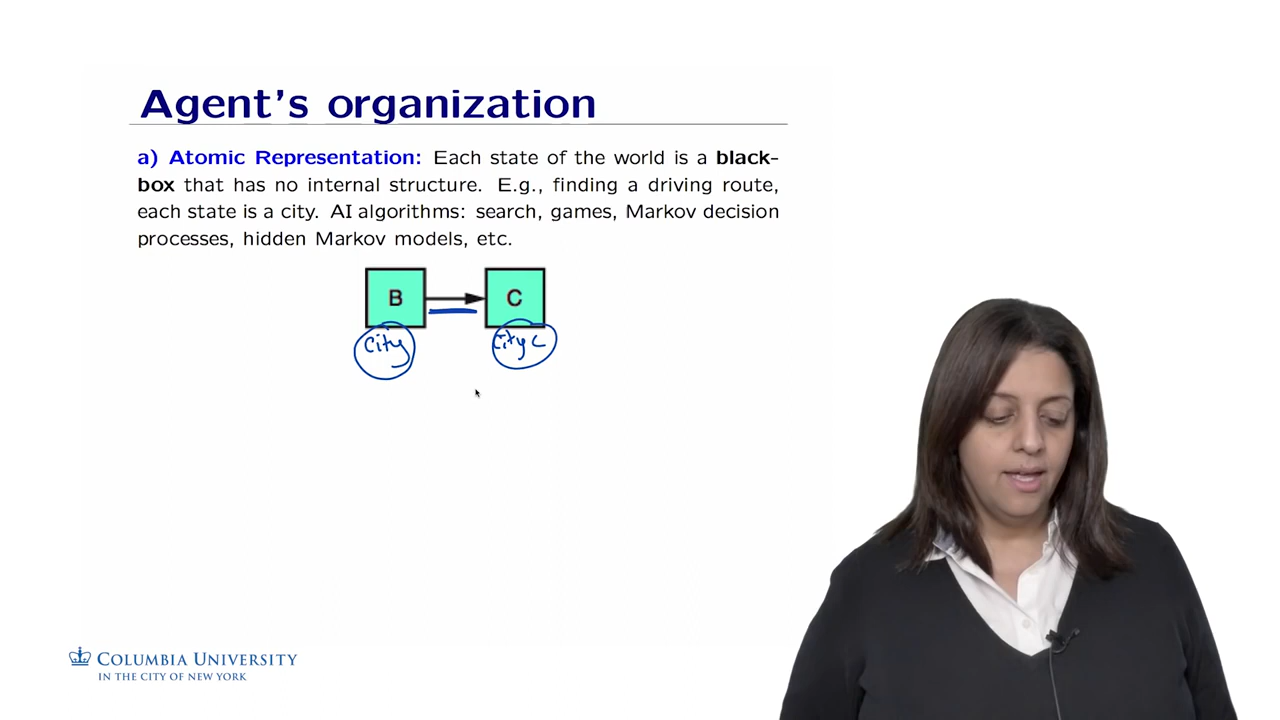 Agent's organization
a) Atomic Representation: Each state of the world is a black-
box that has no internal structure. E.g., finding a driving route,
each state is a city. AI algorithms: search, games, Markov decision
processes, hidden Markov models, etc.
B C
City City C
COLUMBIA UNIVERSITY
IN THE CITY OF NEW YORK